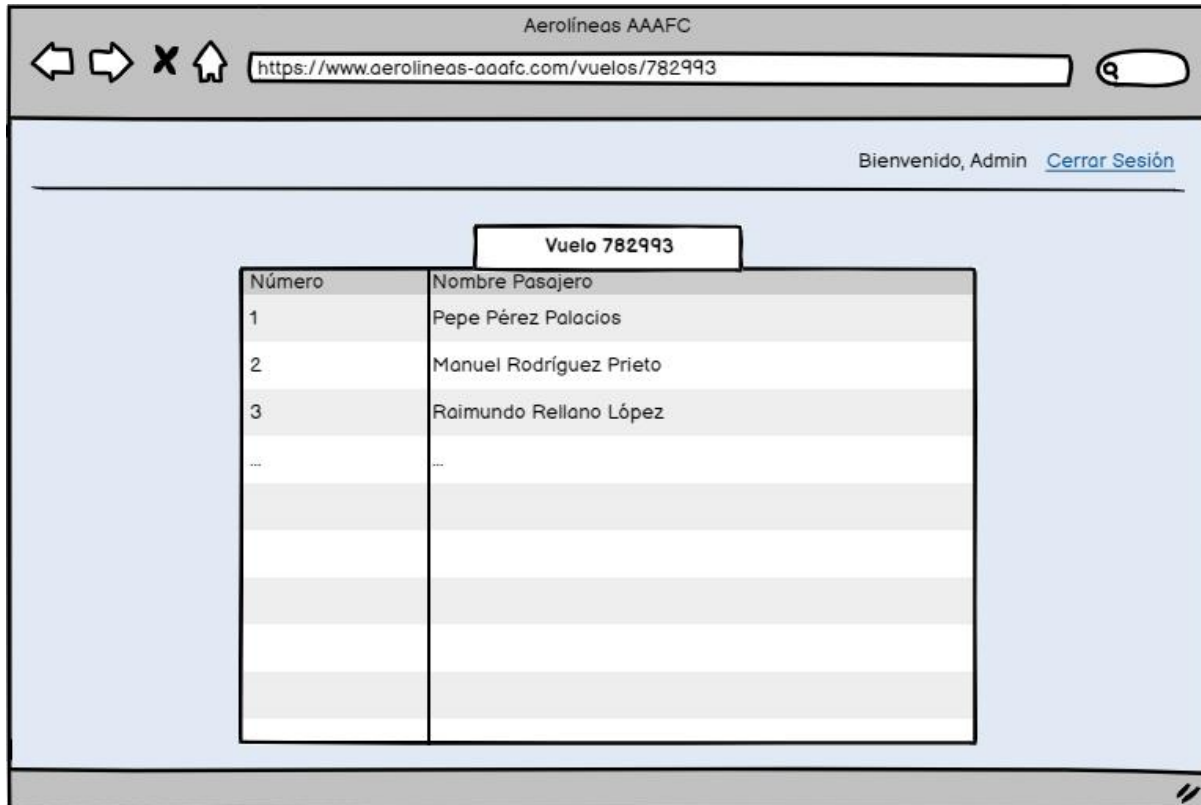 Aerolíneas AAAFC
https://www.aerolineas-aaafc.com/vuelos/782993
Bienvenido, Admin Cerrar Sesión
Vuelo 782993
Número Nombre Pasajero
1 Pepe Pérez Palacios
2 Manuel Rodríguez Prieto
3 Raimundo Rellano López
... ...